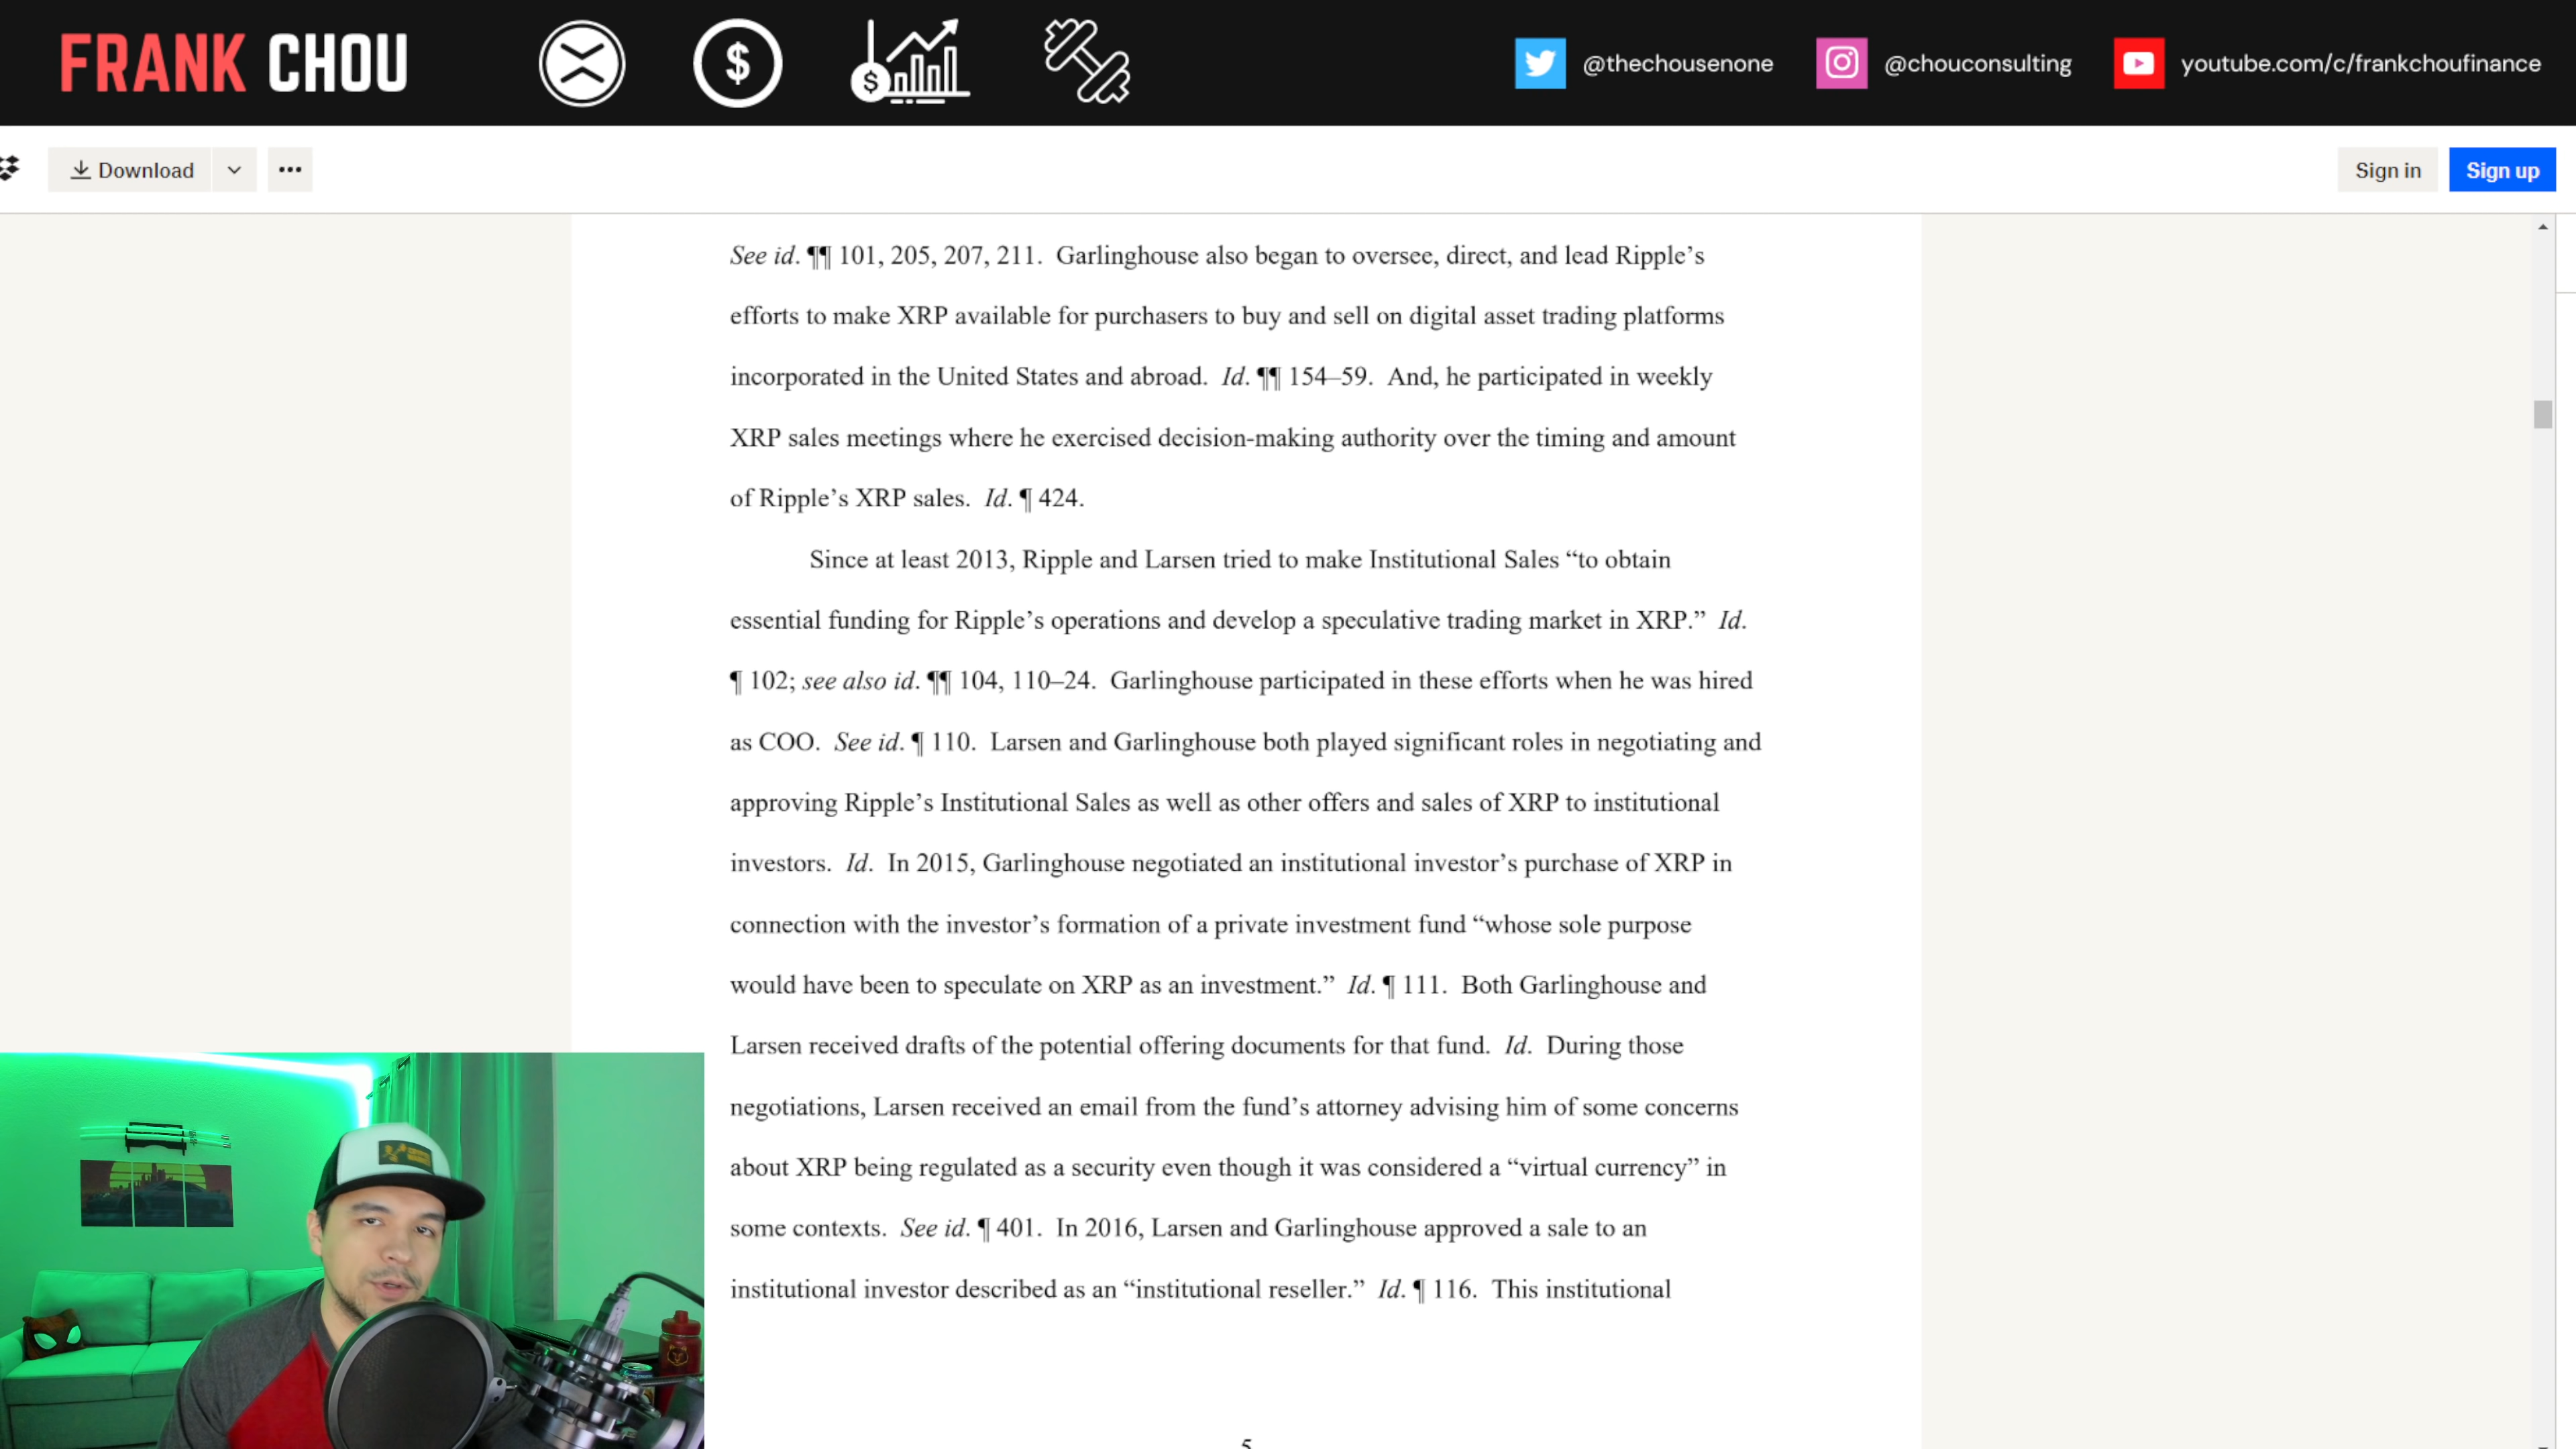 FRANK CHOU
@thechousenone
@chouconsulting
youtube.com/c/frankchoufinance
Download
Sign in
Sign up
See id. ¶¶ 101, 205, 207, 211.  Garlinghouse also began to oversee, direct, and lead Ripple’s
efforts to make XRP available for purchasers to buy and sell on digital asset trading platforms
incorporated in the United States and abroad.  Id. ¶¶ 154–59.  And, he participated in weekly
XRP sales meetings where he exercised decision-making authority over the timing and amount
of Ripple’s XRP sales.  Id. ¶ 424.
Since at least 2013, Ripple and Larsen tried to make Institutional Sales “to obtain
essential funding for Ripple’s operations and develop a speculative trading market in XRP.”  Id.
¶ 102; see also id. ¶¶ 104, 110–24.  Garlinghouse participated in these efforts when he was hired
as COO.  See id. ¶ 110.  Larsen and Garlinghouse both played significant roles in negotiating and
approving Ripple’s Institutional Sales as well as other offers and sales of XRP to institutional
investors.  Id.  In 2015, Garlinghouse negotiated an institutional investor’s purchase of XRP in
connection with the investor’s formation of a private investment fund “whose sole purpose
would have been to speculate on XRP as an investment.”  Id. ¶ 111.  Both Garlinghouse and
Larsen received drafts of the potential offering documents for that fund.  Id.  During those
negotiations, Larsen received an email from the fund’s attorney advising him of some concerns
about XRP being regulated as a security even though it was considered a “virtual currency” in
some contexts.  See id. ¶ 401.  In 2016, Larsen and Garlinghouse approved a sale to an
institutional investor described as an “institutional reseller.”  Id. ¶ 116.  This institutional
5